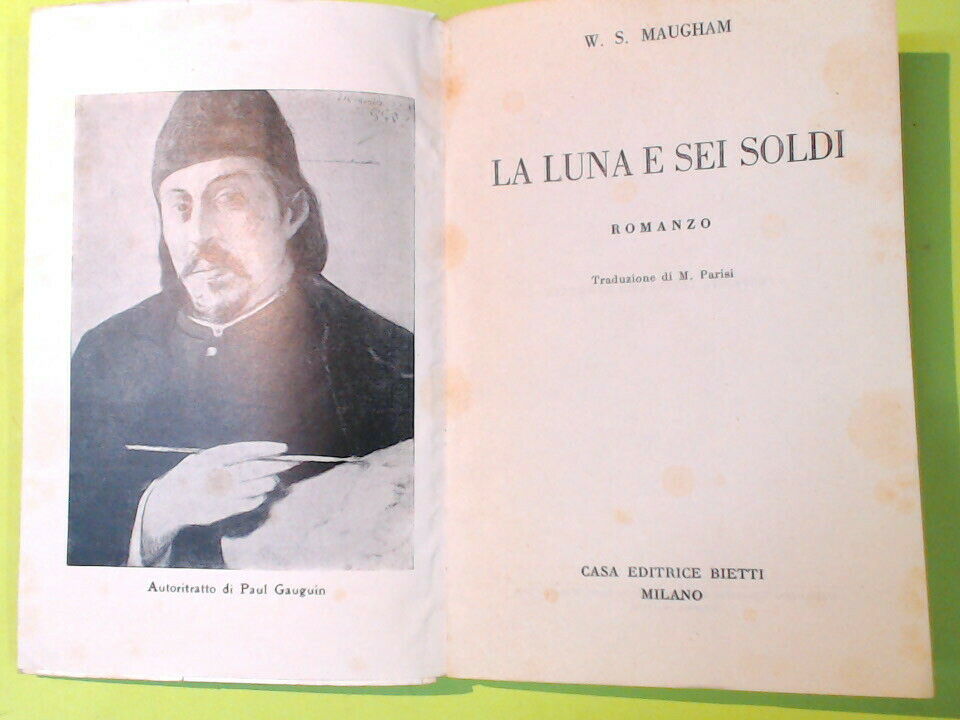 Autoritratto di Paul Gauguin
W. S. MAUGHAM
LA LUNA E SEI SOLDI
ROMANZO
Traduzione di M. Parisi
CASA EDITRICE BIETTI
MILANO